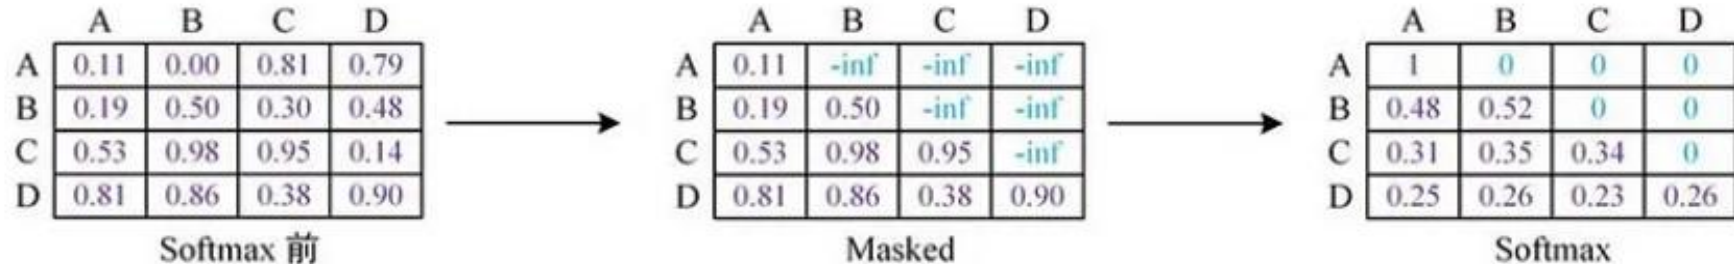 A B C D A B C D A B C D
A 0.11 0.00 0.81 0.79 A 0.11 -inf -inf -inf A 1 0 0 0
B 0.19 0.50 0.30 0.48 B 0.19 0.50 -inf -inf B 0.48 0.52 0 0
C 0.53 0.98 0.95 0.14 C 0.53 0.98 0.95 -inf C 0.31 0.35 0.34 0
D 0.81 0.86 0.38 0.90 D 0.81 0.86 0.38 0.90 D 0.25 0.26 0.23 0.26
Softmax 前 Masked Softmax